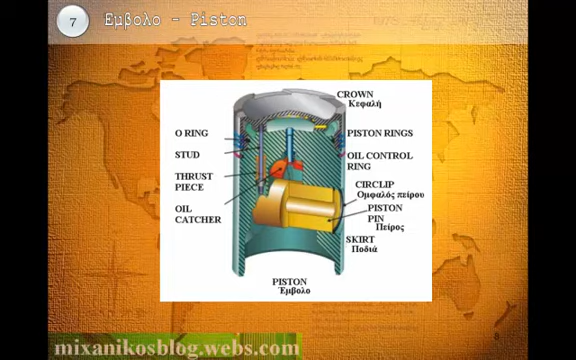 7
Εμβολο - Piston
CROWN
Κεφαλή
O RING
PISTON RINGS
STUD
OIL CONTROL
RING
THRUST
PIECE
CIRCLIP
Ομφαλός πείρου
OIL
CATCHER
PISTON
PIN
Πείρος
SKIRT
Ποδιά
PISTON
Έμβολο
8
mixanikosblog.webs.com